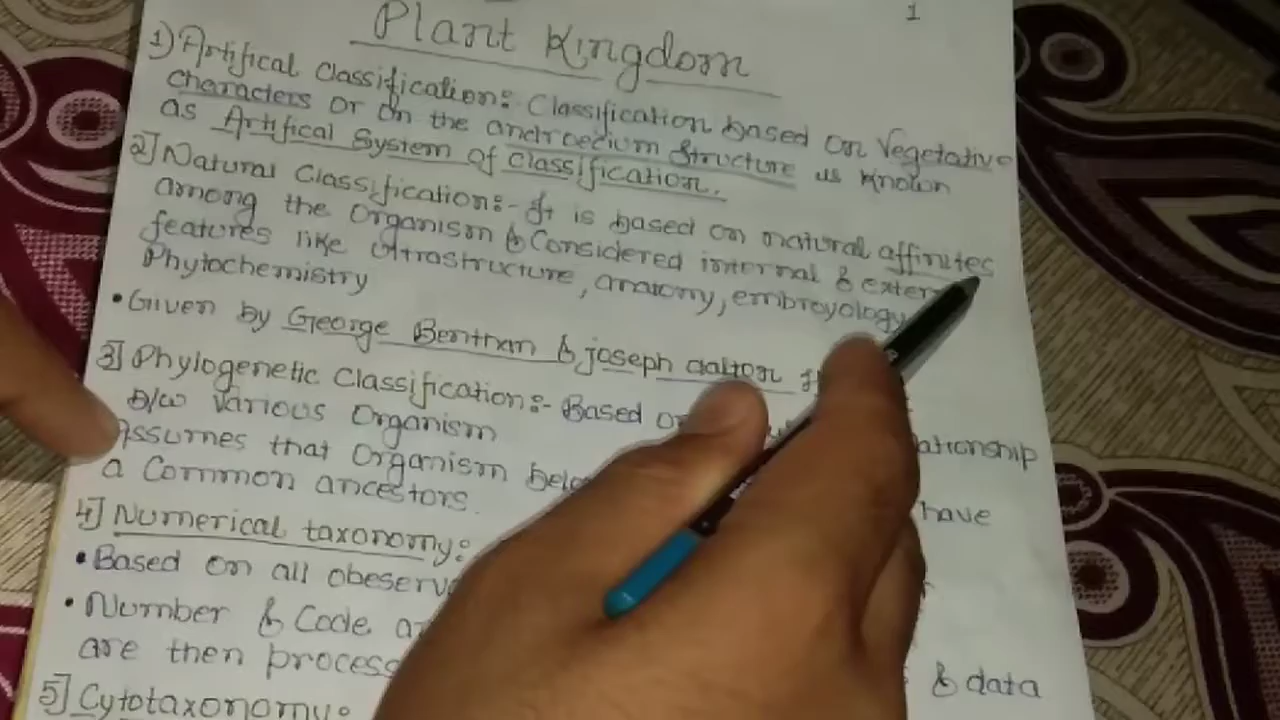 1
Plant Kingdom
1) Artifical Classification:- Classification based on Vegetative
characters or on the androecium structure is known
as Artifical System of classification.
2] Natural Classification:- It is based on natural affinites
among the Organism & Considered internal & extern
features like ultrastructure, anatomy, embroyology
Phytochemistry
• Given by George Bentham & Joseph dalton
3] Phylogenetic Classification:- Based on
b/w various Organism
Assumes that Organism have
a Common ancestors.
4] Numerical taxonomy:
• Based on all
• Number & Code
are then & data
5] Cytotaxonomy: